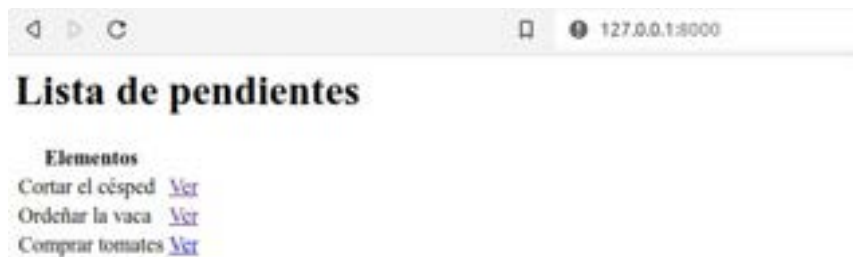 127.0.0.1:8000
Lista de pendientes
Elementos
Cortar el césped Ver
Ordeñar la vaca Ver
Comprar tomates Ver